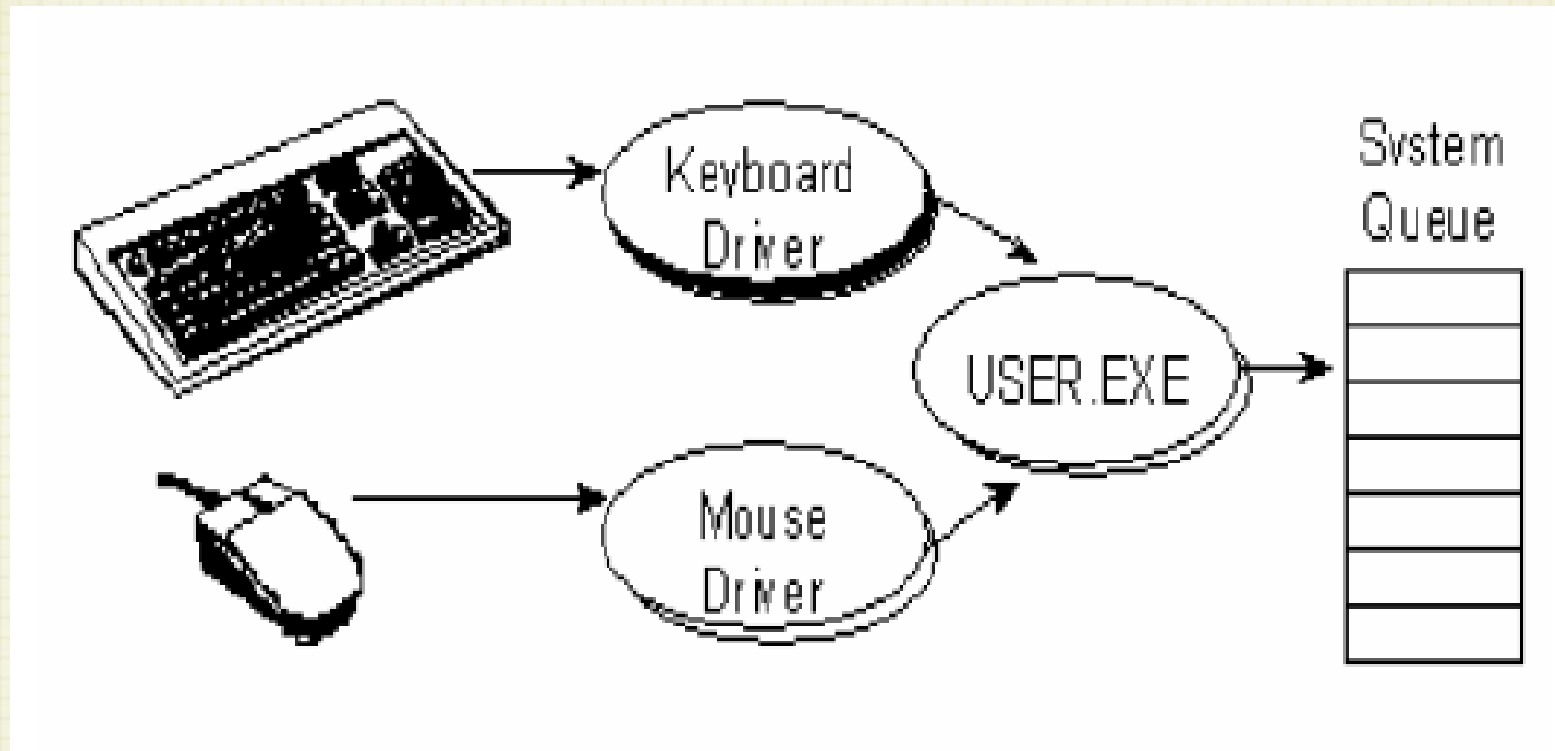 Keyboard
Driver
System
Queue
USER.EXE
Mouse
Driver